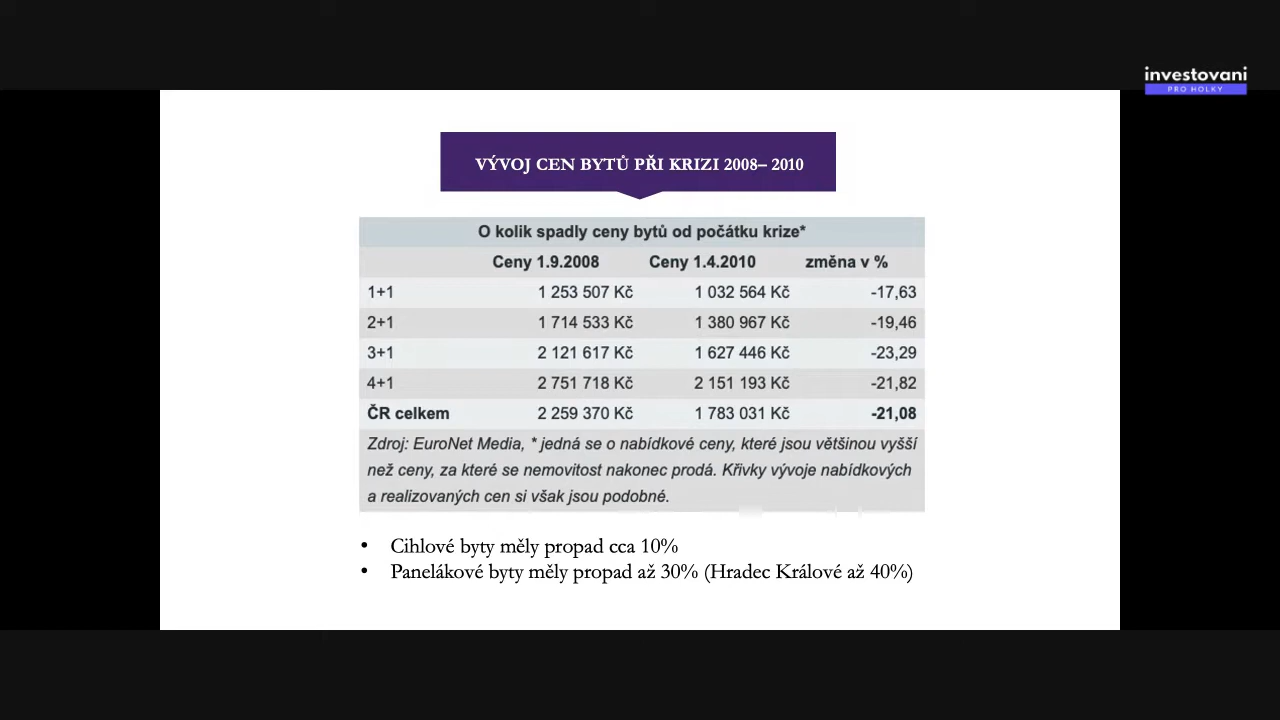 investovani
PRO HOLKY
VÝVOJ CEN BYTŮ PŘI KRIZI 2008– 2010
O kolik spadly ceny bytů od počátku krize*
Ceny 1.9.2008 Ceny 1.4.2010 změna v %
1+1 1 253 507 Kč 1 032 564 Kč -17,63
2+1 1 714 533 Kč 1 380 967 Kč -19,46
3+1 2 121 617 Kč 1 627 446 Kč -23,29
4+1 2 751 718 Kč 2 151 193 Kč -21,82
ČR celkem 2 259 370 Kč 1 783 031 Kč -21,08
Zdroj: EuroNet Media, * jedná se o nabídkové ceny, které jsou většinou vyšší
než ceny, za které se nemovitost nakonec prodá. Křivky vývoje nabídkových
a realizovaných cen si však jsou podobné.
• Cihlové byty měly propad cca 10%
• Panelákové byty měly propad až 30% (Hradec Králové až 40%)